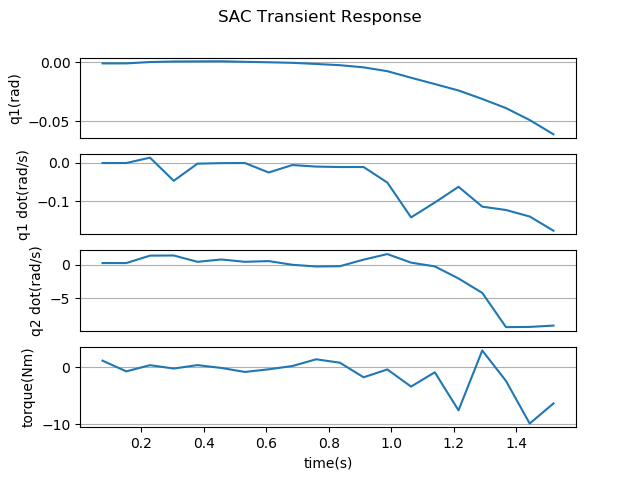 SAC Transient Response
q1(rad)
0.00
−0.05
q1 dot(rad/s)
0.0
−0.1
q2 dot(rad/s)
0
−5
torque(Nm)
0
−10
0.2 0.4 0.6 0.8 1.0 1.2 1.4
time(s)